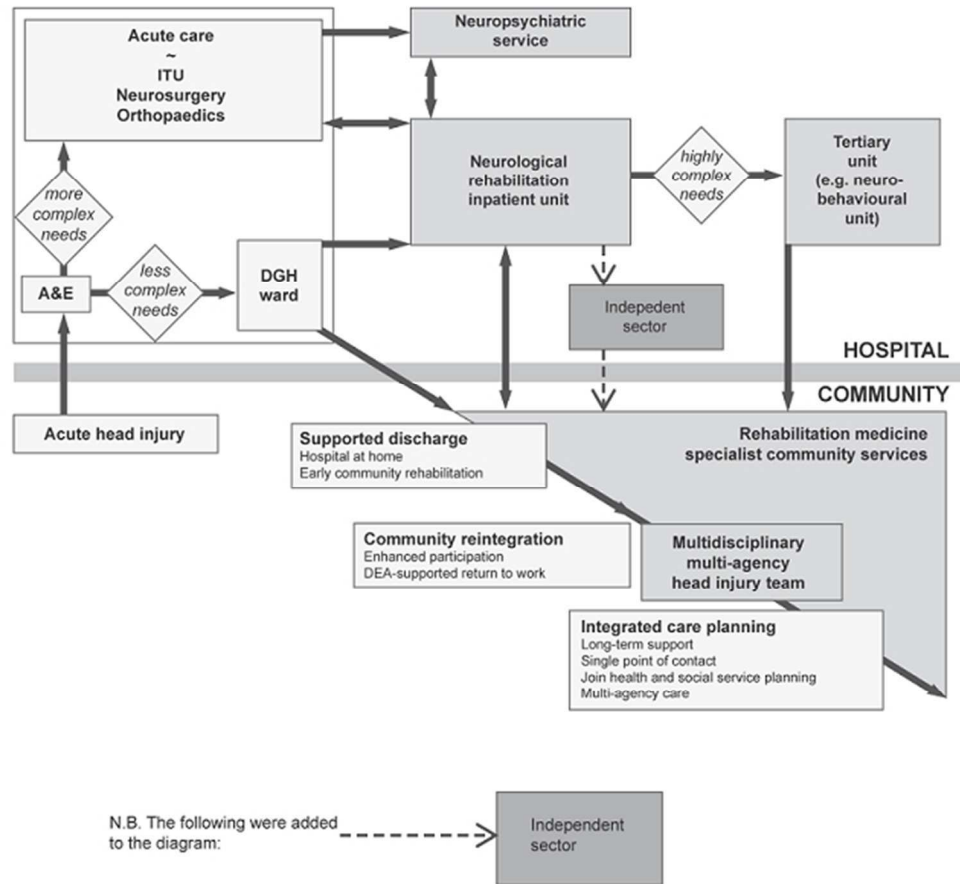 Acute care
~
ITU
Neurosurgery
Orthopaedics
Neuropsychiatric
service
Neurological
rehabilitation
inpatient unit
highly
complex
needs
Tertiary
unit
(e.g. neuro-
behavioural
unit)
more
complex
needs
A&E
less
complex
needs
DGH
ward
Indepedent
sector
HOSPITAL
COMMUNITY
Acute head injury
Supported discharge
Hospital at home
Early community rehabilitation
Rehabilitation medicine
specialist community services
Community reintegration
Enhanced participation
DEA-supported return to work
Multidisciplinary
multi-agency
head injury team
Integrated care planning
Long-term support
Single point of contact
Join health and social service planning
Multi-agency care
N.B. The following were added
to the diagram:
Independent
sector